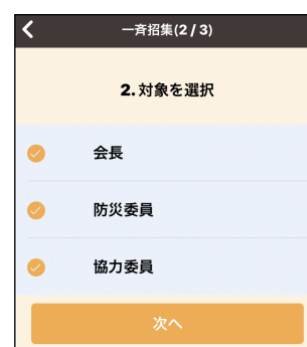 一斉招集(2 / 3)
2. 対象を選択
会長
防災委員
協力委員
次へ